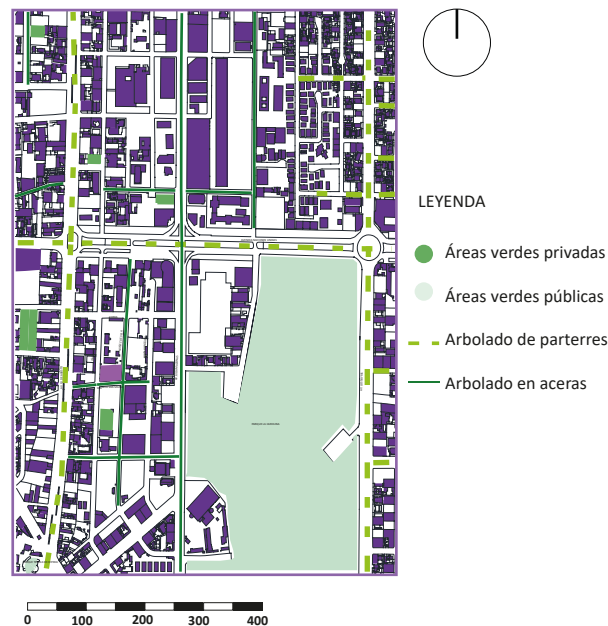 LEYENDA
Áreas verdes privadas
Áreas verdes públicas
Arbolado de parterres
Arbolado en aceras
0 100 200 300 400